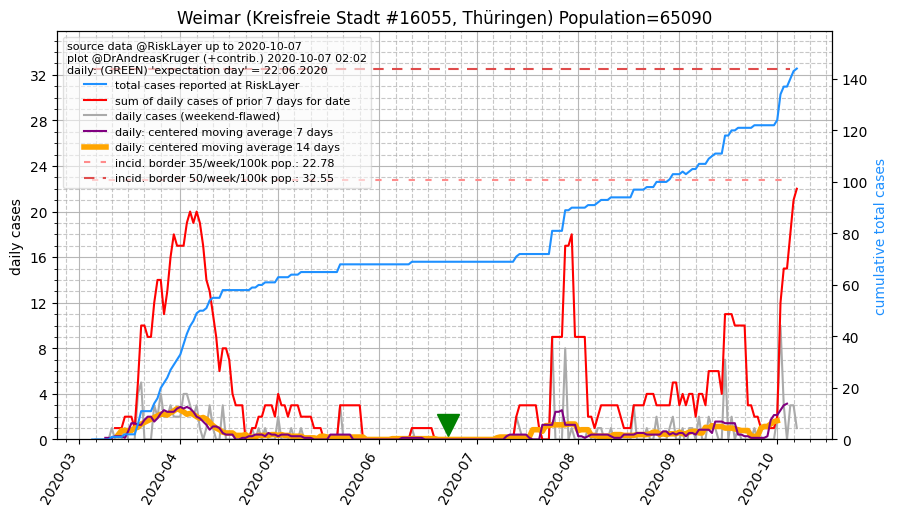 Weimar (Kreisfreie Stadt #16055, Thüringen) Population=65090
source data @RiskLayer up to 2020-10-07
plot @DrAndreasKruger (+contrib.) 2020-10-07 02:02
daily: (GREEN) 'expectation day' = 22.06.2020
total cases reported at RiskLayer
sum of daily cases of prior 7 days for date
daily cases (weekend-flawed)
daily: centered moving average 7 days
daily: centered moving average 14 days
incid. border 35/week/100k pop.: 22.78
incid. border 50/week/100k pop.: 32.55
daily cases
32
28
24
20
16
12
8
4
0
140
120
100
80
60
40
20
0
cumulative total cases
2020-03
2020-04
2020-05
2020-06
2020-07
2020-08
2020-09
2020-10